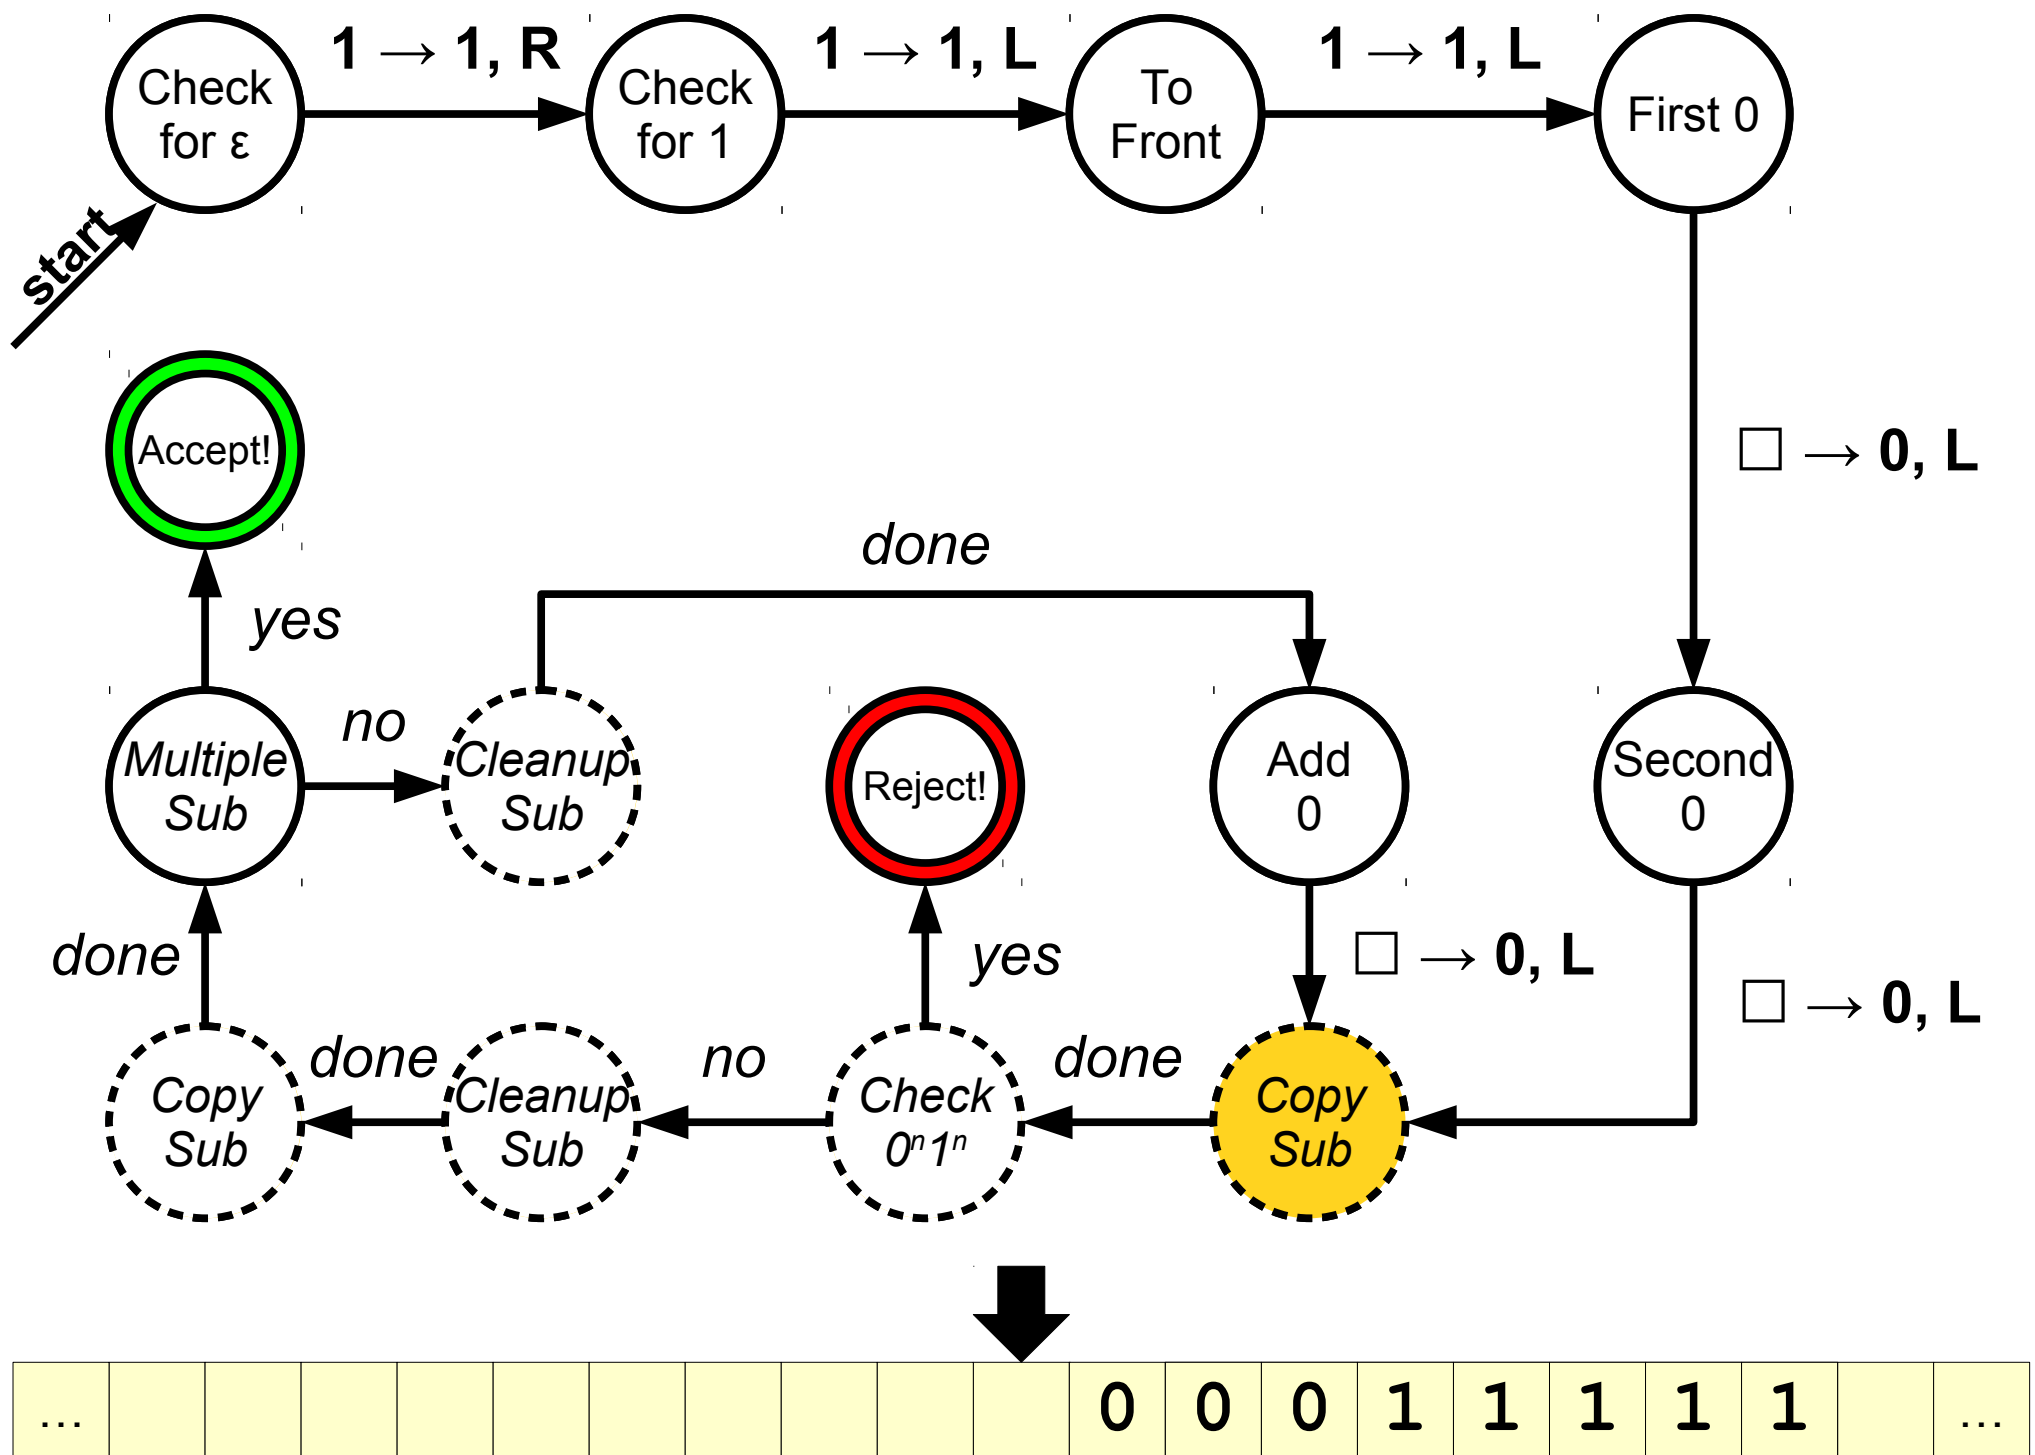 1 → 1, R
1 → 1, L
1 → 1, L
Check
for ε
Check
for 1
To
Front
First 0
start
□ → 0, L
Accept!
done
yes
no
Multiple
Sub
Cleanup
Sub
Reject!
Add
0
Second
0
done
yes
□ → 0, L
□ → 0, L
Copy
Sub
done
Cleanup
Sub
no
Check
0ⁿ1ⁿ
done
Copy
Sub
... 0 0 0 1 1 1 1 1 ...